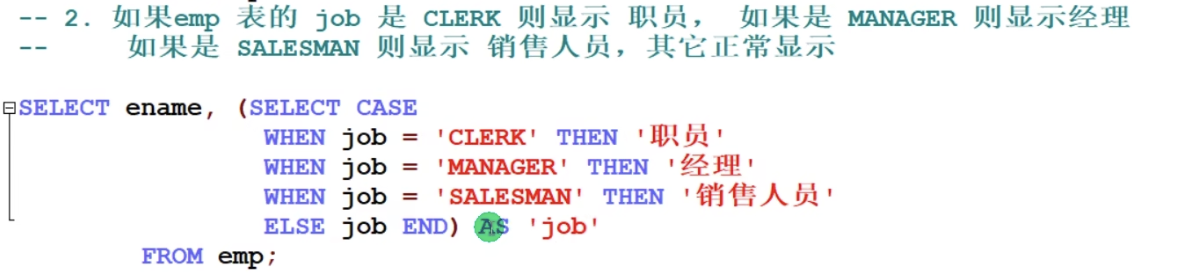 -- 2. 如果emp 表的 job 是 CLERK 则显示 职员， 如果是 MANAGER 则显示经理
-- 如果是 SALESMAN 则显示 销售人员，其它正常显示
SELECT ename, (SELECT CASE
WHEN job = 'CLERK' THEN '职员'
WHEN job = 'MANAGER' THEN '经理'
WHEN job = 'SALESMAN' THEN '销售人员'
ELSE job END) AS 'job'
FROM emp;